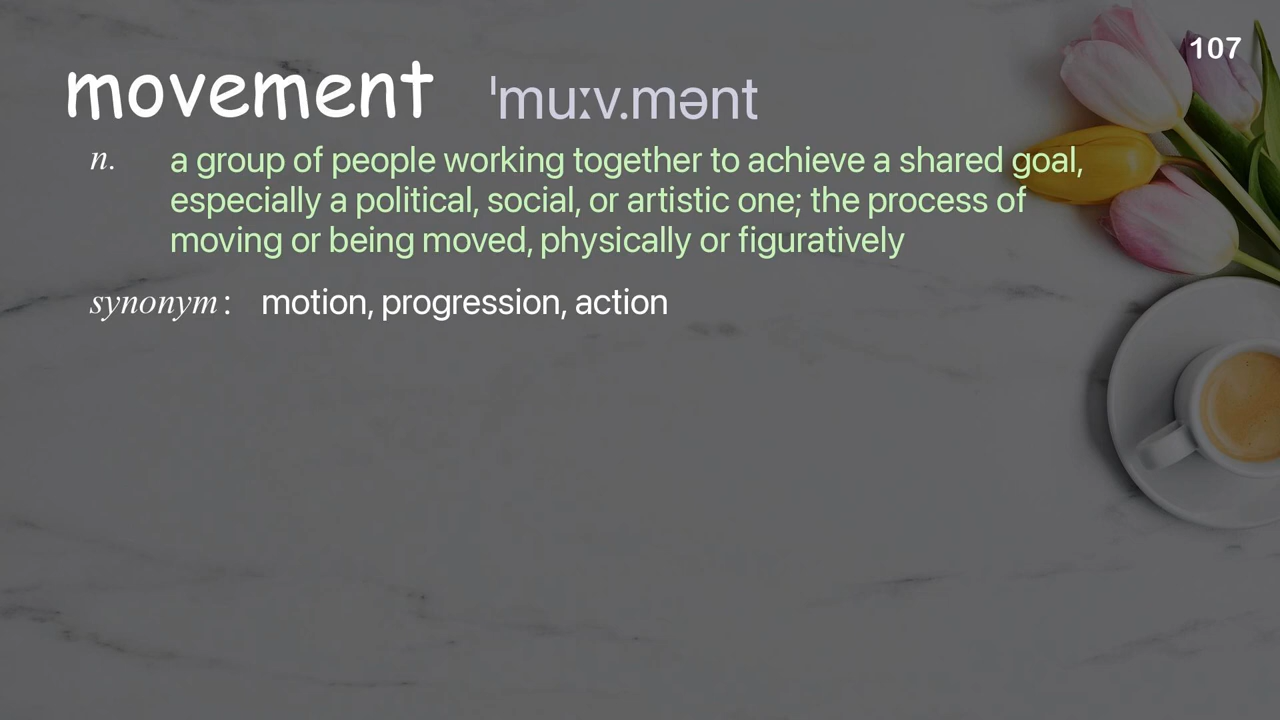 107
movement ˈmuːv.mənt
n. a group of people working together to achieve a shared goal,
especially a political, social, or artistic one; the process of
moving or being moved, physically or figuratively
synonym: motion, progression, action